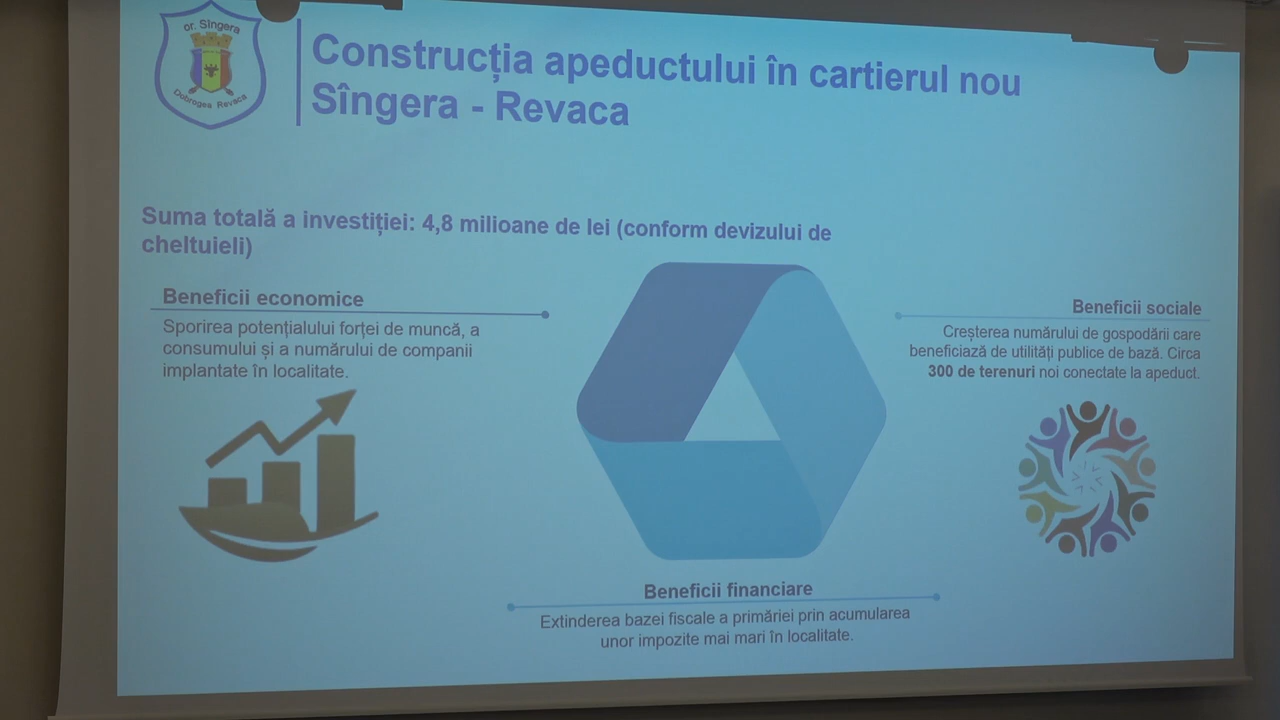 or. Sîngera
Dobrogea Revaca
Construcția apeductului în cartierul nou
Sîngera - Revaca
Suma totală a investiției: 4,8 milioane de lei (conform devizului de
cheltuieli)
Beneficii economice
Sporirea potențialului forței de muncă, a
consumului și a numărului de companii
implantate în localitate.
Beneficii sociale
Creșterea numărului de gospodării care
beneficiază de utilități publice de bază. Circa
300 de terenuri noi conectate la apeduct.
Beneficii financiare
Extinderea bazei fiscale a primăriei prin acumularea
unor impozite mai mari în localitate.